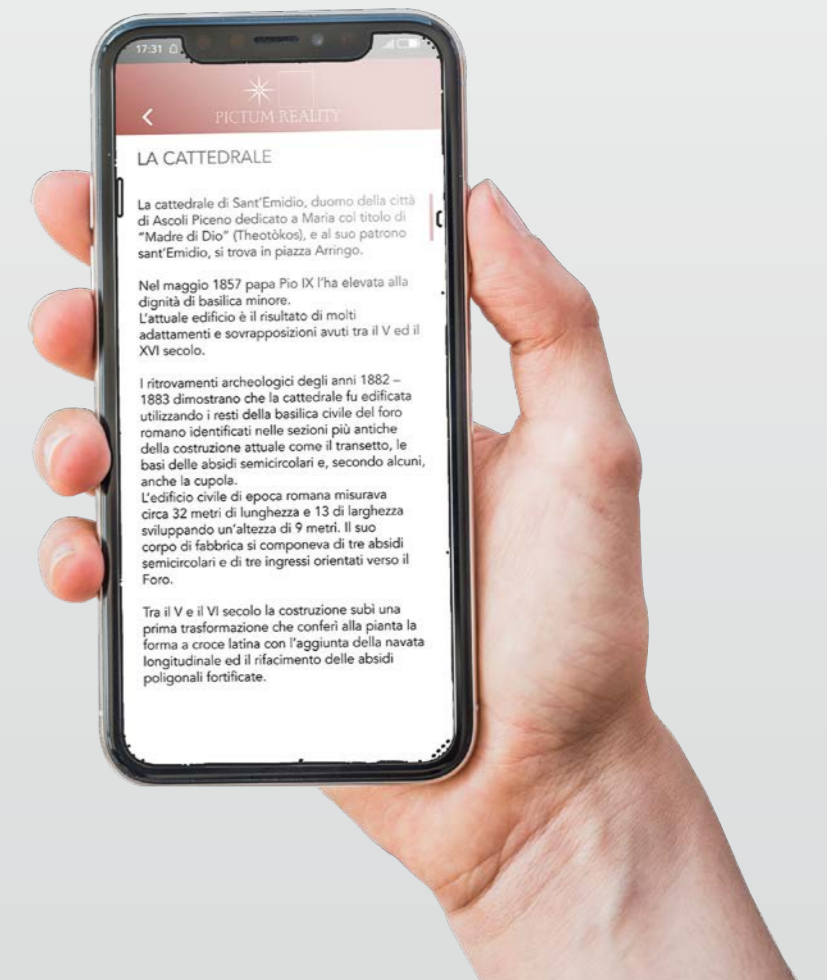 17:31
PICTUM REALITY
LA CATTEDRALE
La cattedrale di Sant'Emidio, duomo della città
di Ascoli Piceno dedicato a Maria col titolo di
"Madre di Dio" (Theotòkos), e al suo patrono
sant'Emidio, si trova in piazza Arringo.
Nel maggio 1857 papa Pio IX l'ha elevata alla
dignità di basilica minore.
L'attuale edificio è il risultato di molti
adattamenti e sovrapposizioni avuti tra il V ed il
XVI secolo.
I ritrovamenti archeologici degli anni 1882 –
1883 dimostrano che la cattedrale fu edificata
utilizzando i resti della basilica civile del foro
romano identificati nelle sezioni più antiche
della costruzione attuale come il transetto, le
basi delle absidi semicircolari e, secondo alcuni,
anche la cupola.
L'edificio civile di epoca romana misurava
circa 32 metri di lunghezza e 13 di larghezza
sviluppando un'altezza di 9 metri. Il suo
corpo di fabbrica si componeva di tre absidi
semicircolari e di tre ingressi orientati verso il
Foro.
Tra il V e il VI secolo la costruzione subì una
prima trasformazione che conferì alla pianta la
forma a croce latina con l'aggiunta della navata
longitudinale ed il rifacimento delle absidi
poligonali fortificate.